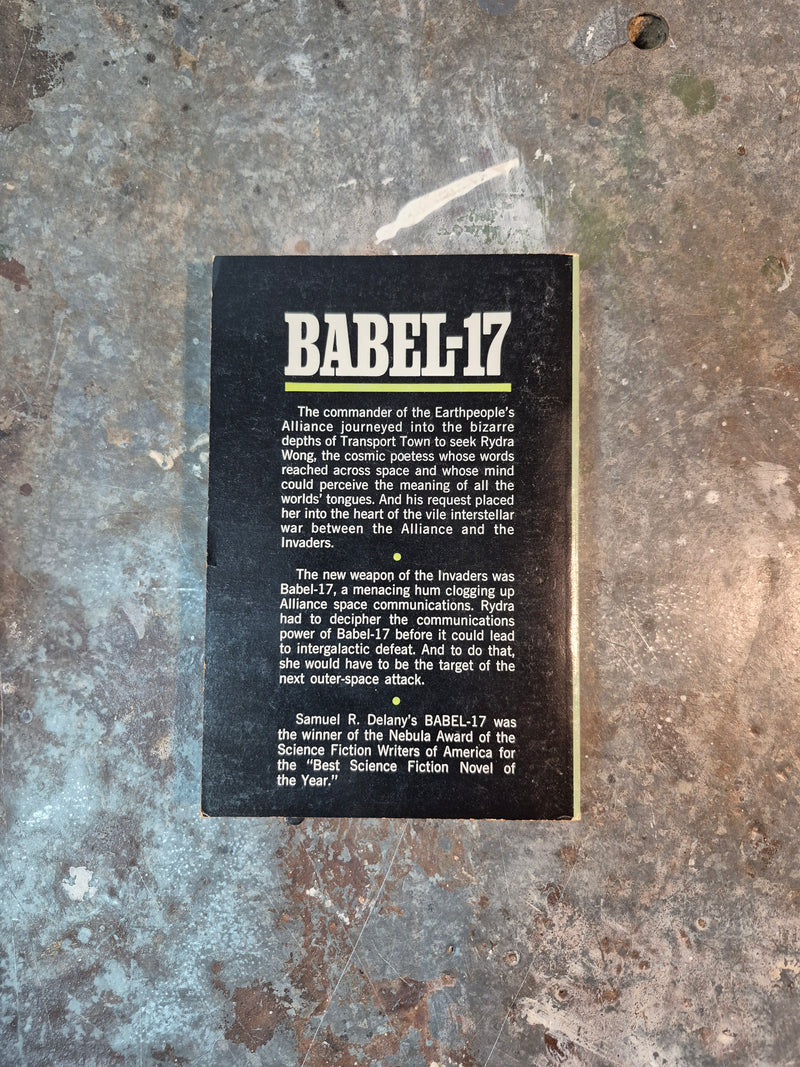 BABEL-17
The commander of the Earthpeople's
Alliance journeyed into the bizarre
depths of Transport Town to seek Rydra
Wong, the cosmic poetess whose words
reached across space and whose mind
could perceive the meaning of all the
worlds' tongues. And his request placed
her into the heart of the vile interstellar
war between the Alliance and the
Invaders.
The new weapon of the Invaders was
Babel-17, a menacing hum clogging up
Alliance space communications. Rydra
had to decipher the communications
power of Babel-17 before it could lead
to intergalactic defeat. And to do that,
she would have to be the target of the
next outer-space attack.
Samuel R. Delany's BABEL-17 was
the winner of the Nebula Award of the
Science Fiction Writers of America for
the "Best Science Fiction Novel of
the Year."